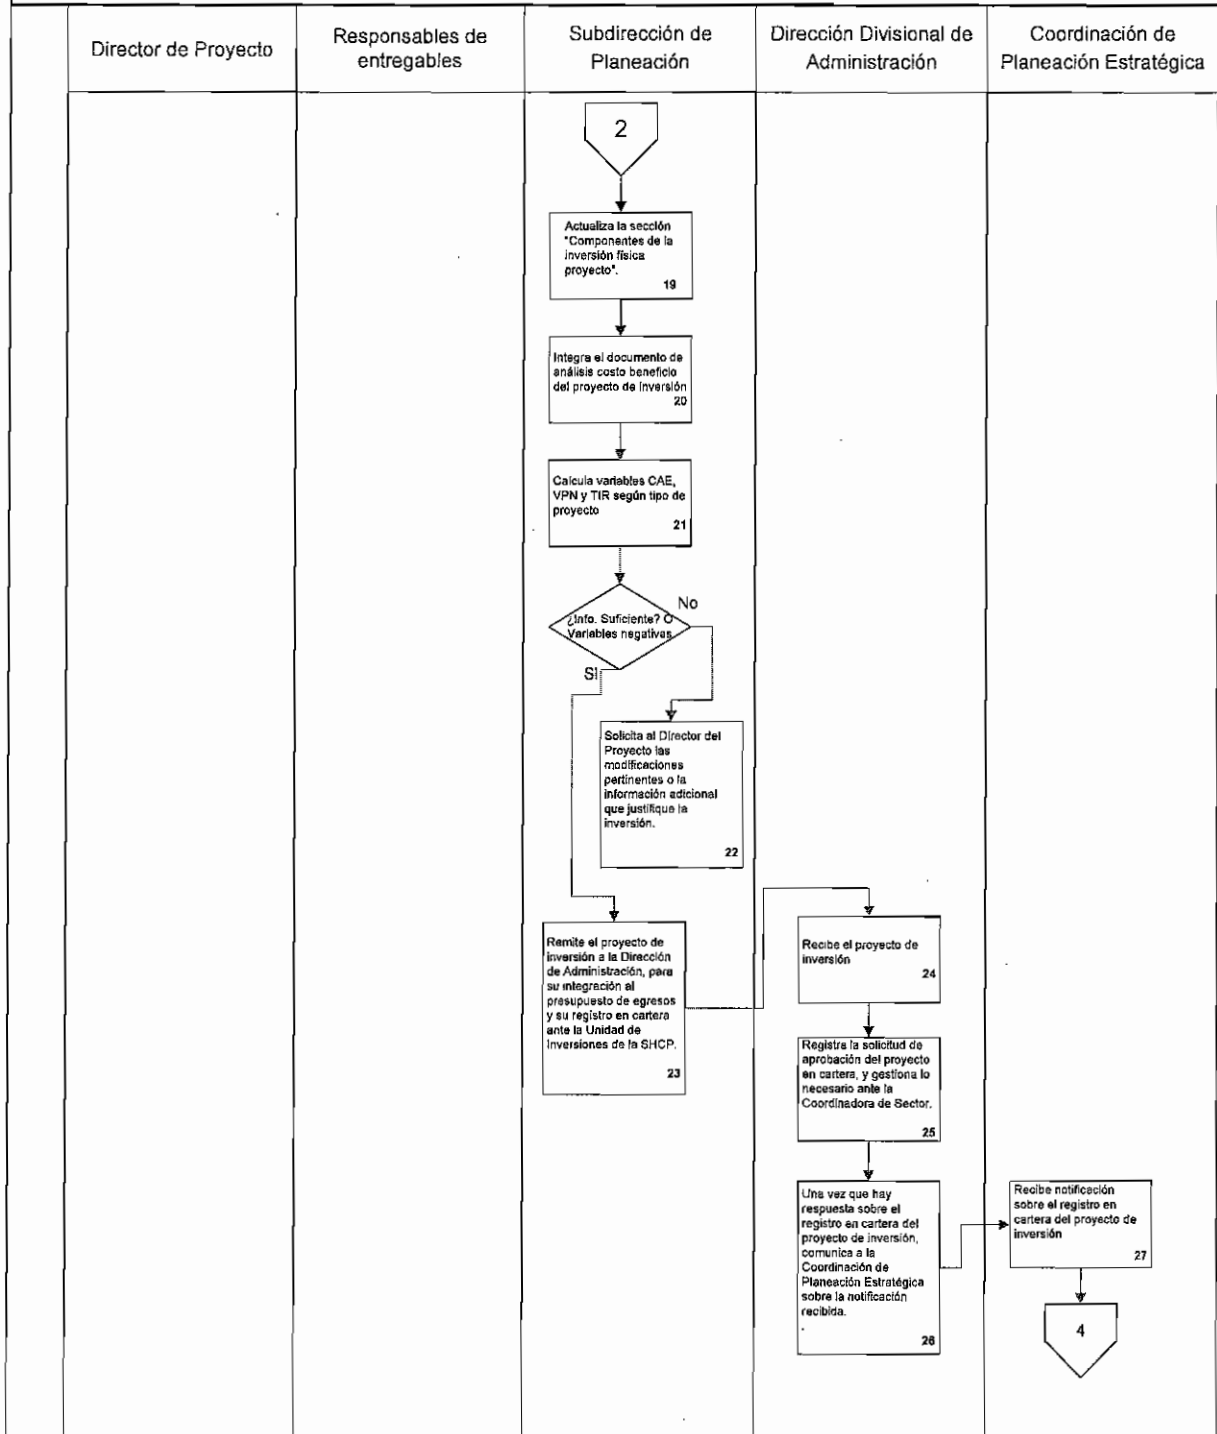 Director de Proyecto
Responsables de
entregables
Subdirección de
Planeación
Dirección Divisional de
Administración
Coordinación de
Planeación Estratégica
2
Actualiza la sección
"Componentes de la
inversión física
proyecto".
19
Integra el documento de
análisis costo beneficio
del proyecto de inversión
20
Calcula variables CAE,
VPN y TIR según tipo de
proyecto
21
¿Info. Suficiente? O
Variables negativas
No
SI
Solicita al Director del
Proyecto las
modificaciones
pertinentes o la
información adicional
que justifique la
inversión.
22
Remite el proyecto de
inversión a la Dirección
de Administración, para
su integración al
presupuesto de egresos
y su registro en cartera
ante la Unidad de
Inversiones de la SHCP.
23
Recibe el proyecto de
inversión
24
Registra la solicitud de
aprobación del proyecto
en cartera, y gestiona lo
necesario ante la
Coordinadora de Sector.
25
Una vez que hay
respuesta sobre el
registro en cartera del
proyecto de inversión,
comunica a la
Coordinación de
Planeación Estratégica
sobre la notificación
recibida.
26
Recibe notificación
sobre el registro en
cartera del proyecto de
inversión
27
4